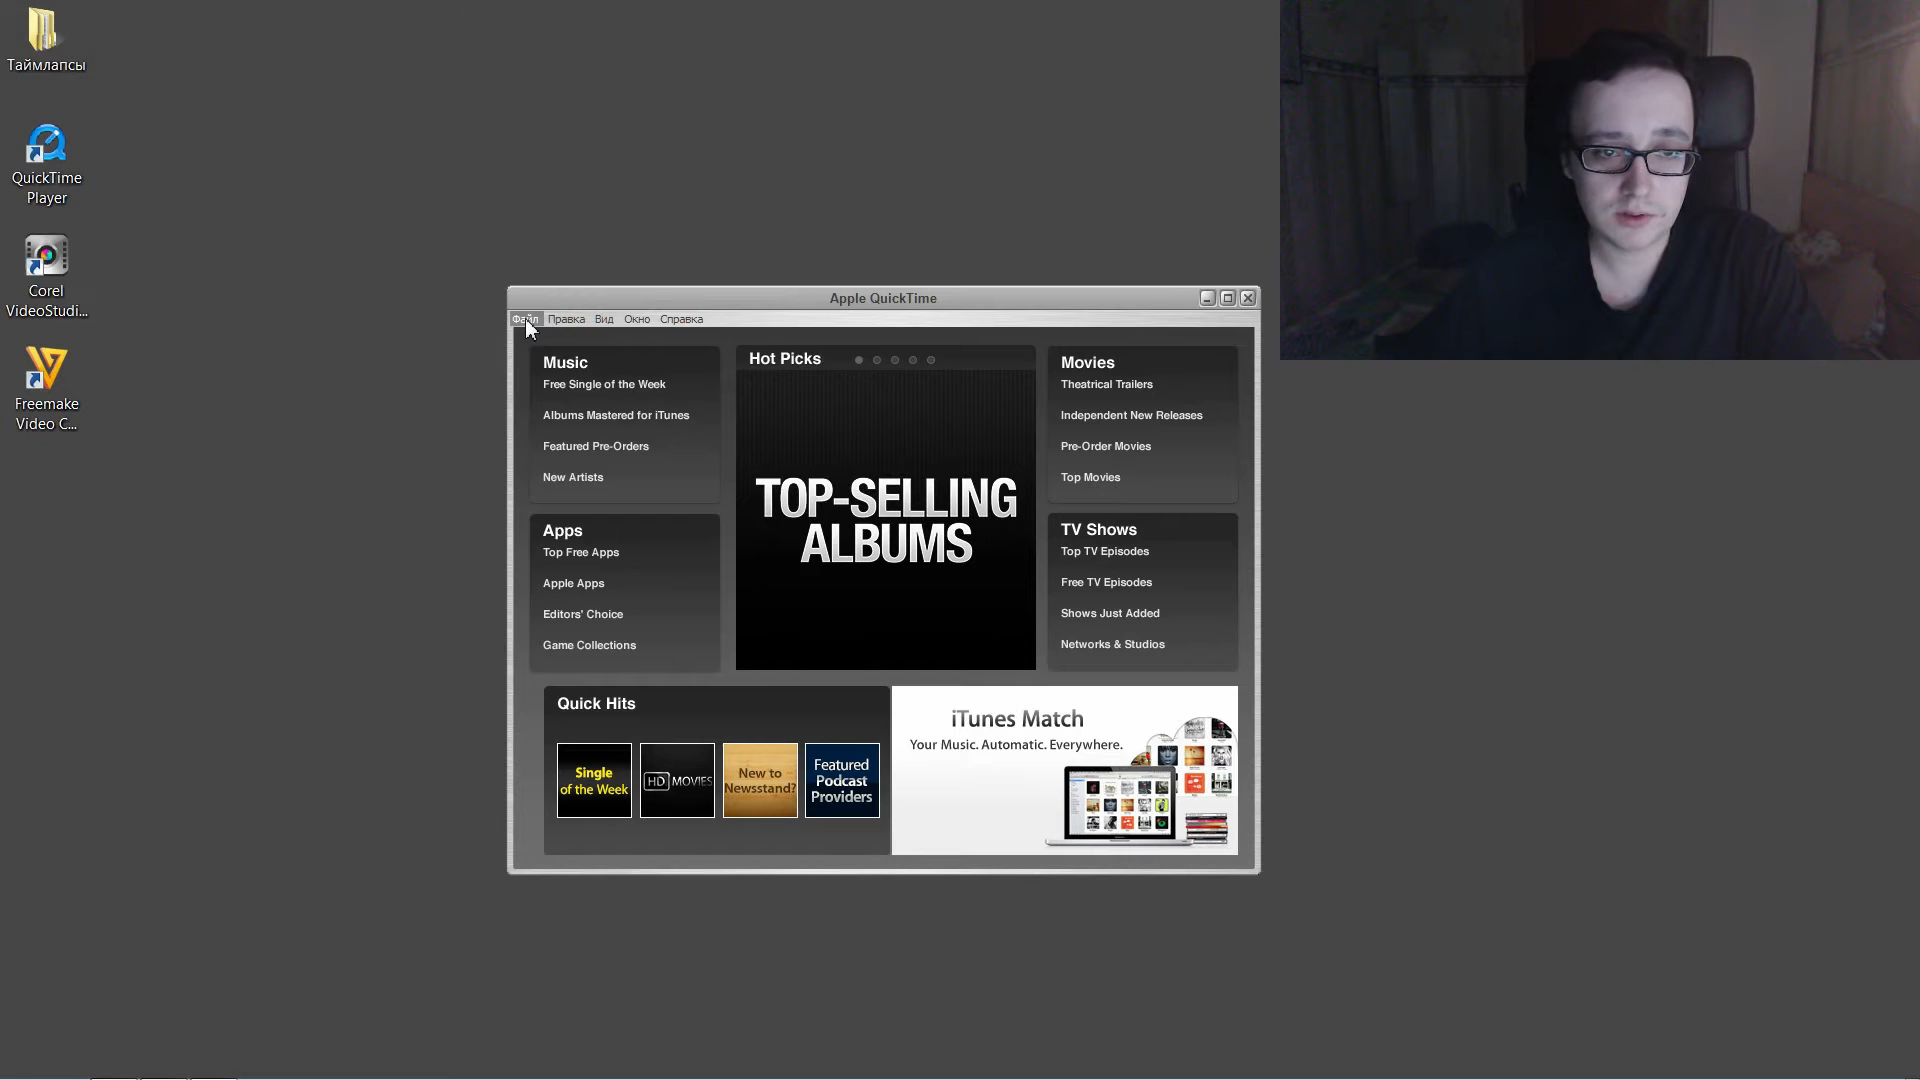 Таймлапсы
QuickTime
Player
Corel
VideoStudi...
Freemake
Video C...
Apple QuickTime
Файл Правка Вид Окно Справка
Music
Free Single of the Week
Albums Mastered for iTunes
Featured Pre-Orders
New Artists
Hot Picks
TOP-SELLING
ALBUMS
Movies
Theatrical Trailers
Independent New Releases
Pre-Order Movies
Top Movies
Apps
Top Free Apps
Apple Apps
Editors' Choice
Game Collections
TV Shows
Top TV Episodes
Free TV Episodes
Shows Just Added
Networks & Studios
Quick Hits
Single
of the Week
HD MOVIES
New to
Newsstand?
Featured
Podcast
Providers
iTunes Match
Your Music. Automatic. Everywhere.